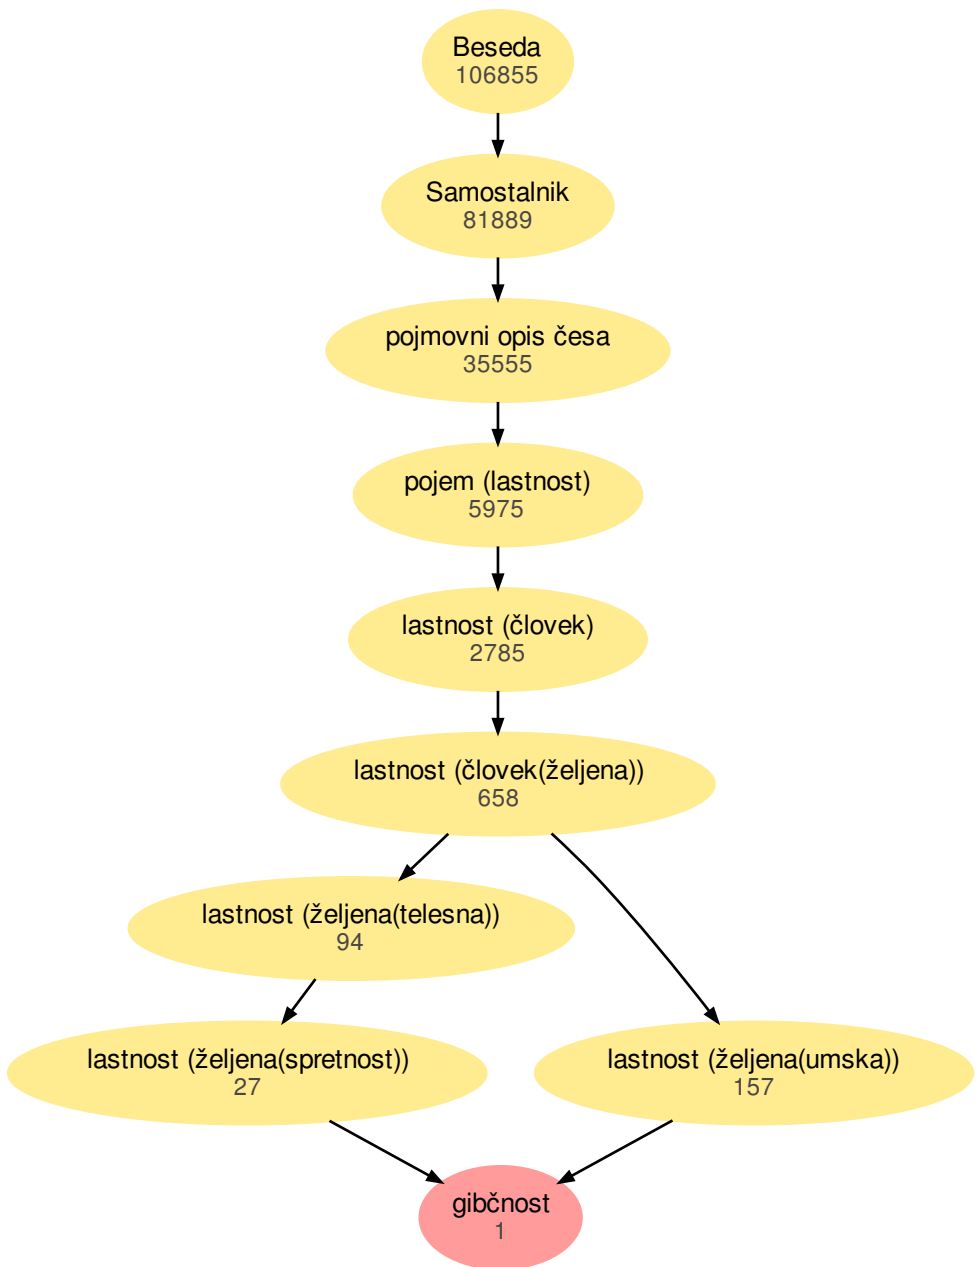 Beseda
106855
Samostalnik
81889
pojmovni opis česa
35555
pojem (lastnost)
5975
lastnost (človek)
2785
lastnost (človek(željena))
658
lastnost (željena(telesna))
94
lastnost (željena(spretnost))
27
lastnost (željena(umska))
157
gibčnost
1